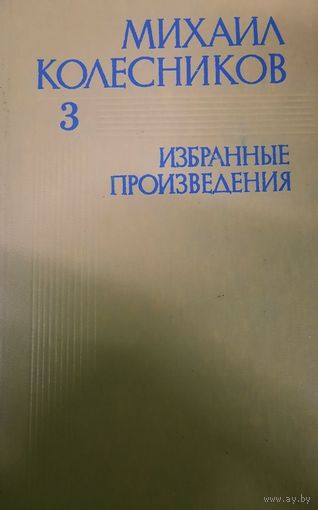 МИХАИЛ
КОЛЕСНИКОВ
3
ИЗБРАННЫЕ
ПРОИЗВЕДЕНИЯ
© www.ay.by